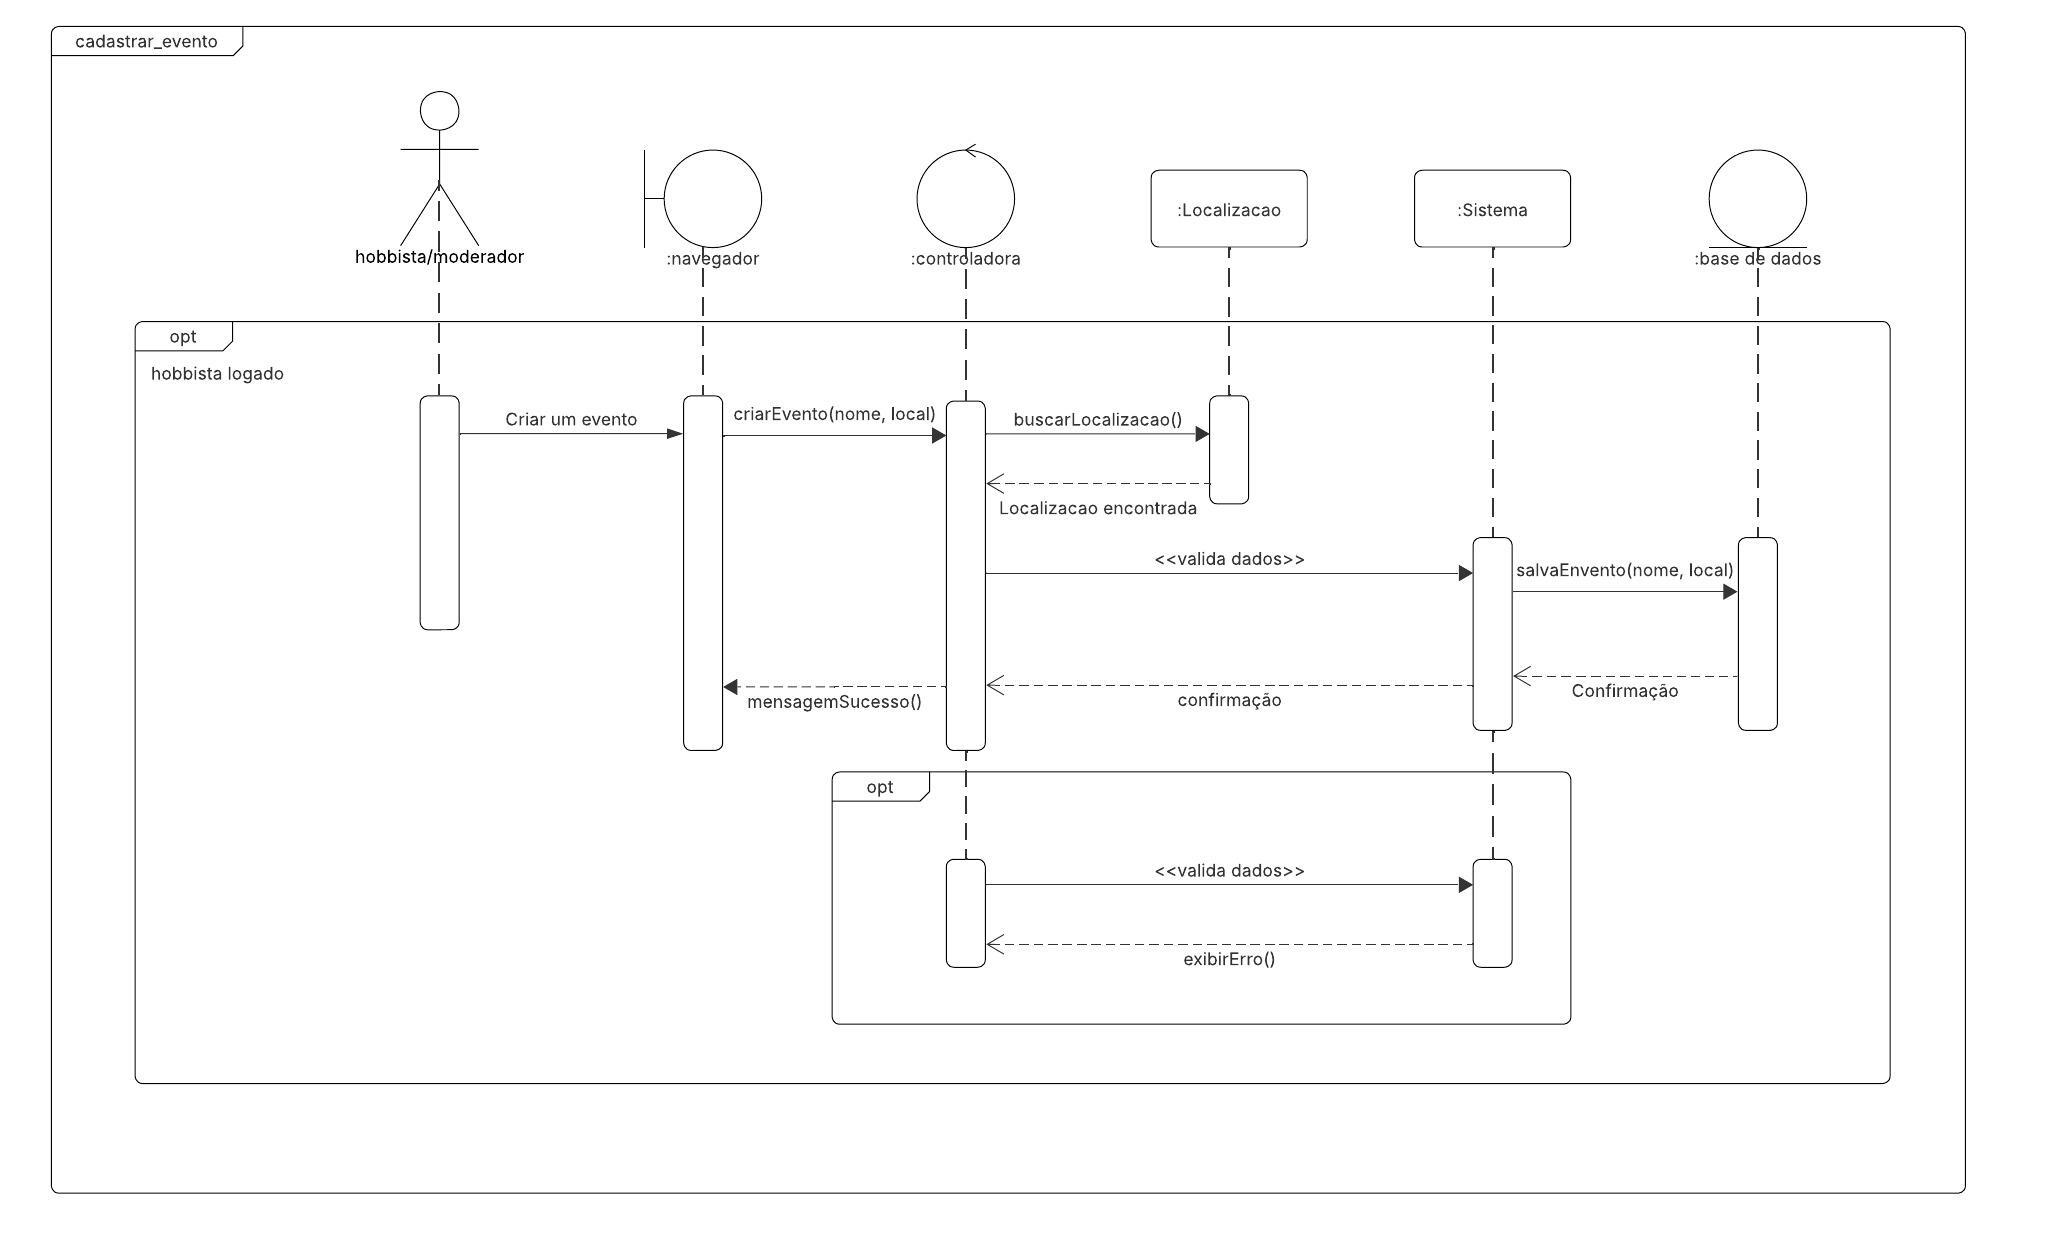 cadastrar_evento
hobbista/moderador
:navegador
:controladora
:Localizacao
:Sistema
:base de dados
opt
hobbista logado
Criar um evento
criarEvento(nome, local)
buscarLocalizacao()
Localizacao encontrada
<<valida dados>>
salvaEnvento(nome, local)
mensagemSucesso()
confirmação
Confirmação
opt
<<valida dados>>
exibirErro()